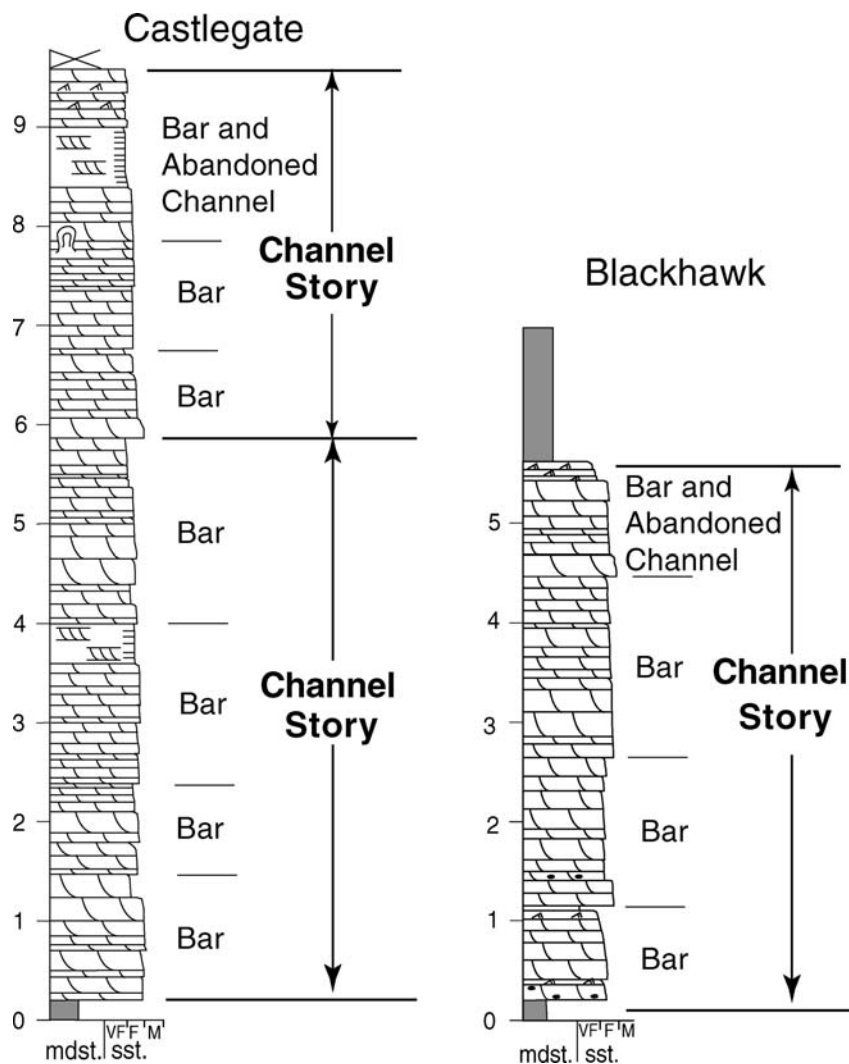 Castlegate
9
8
7
6
5
4
3
2
1
0
Bar and
Abandoned
Channel
Channel
Story
Bar
Bar
Bar
Channel
Story
Bar
Bar
Bar
VF F M
mdst. sst.
Blackhawk
5
4
3
2
1
0
Bar and
Abandoned
Channel
Bar
Channel
Story
Bar
Bar
VF F M
mdst. sst.